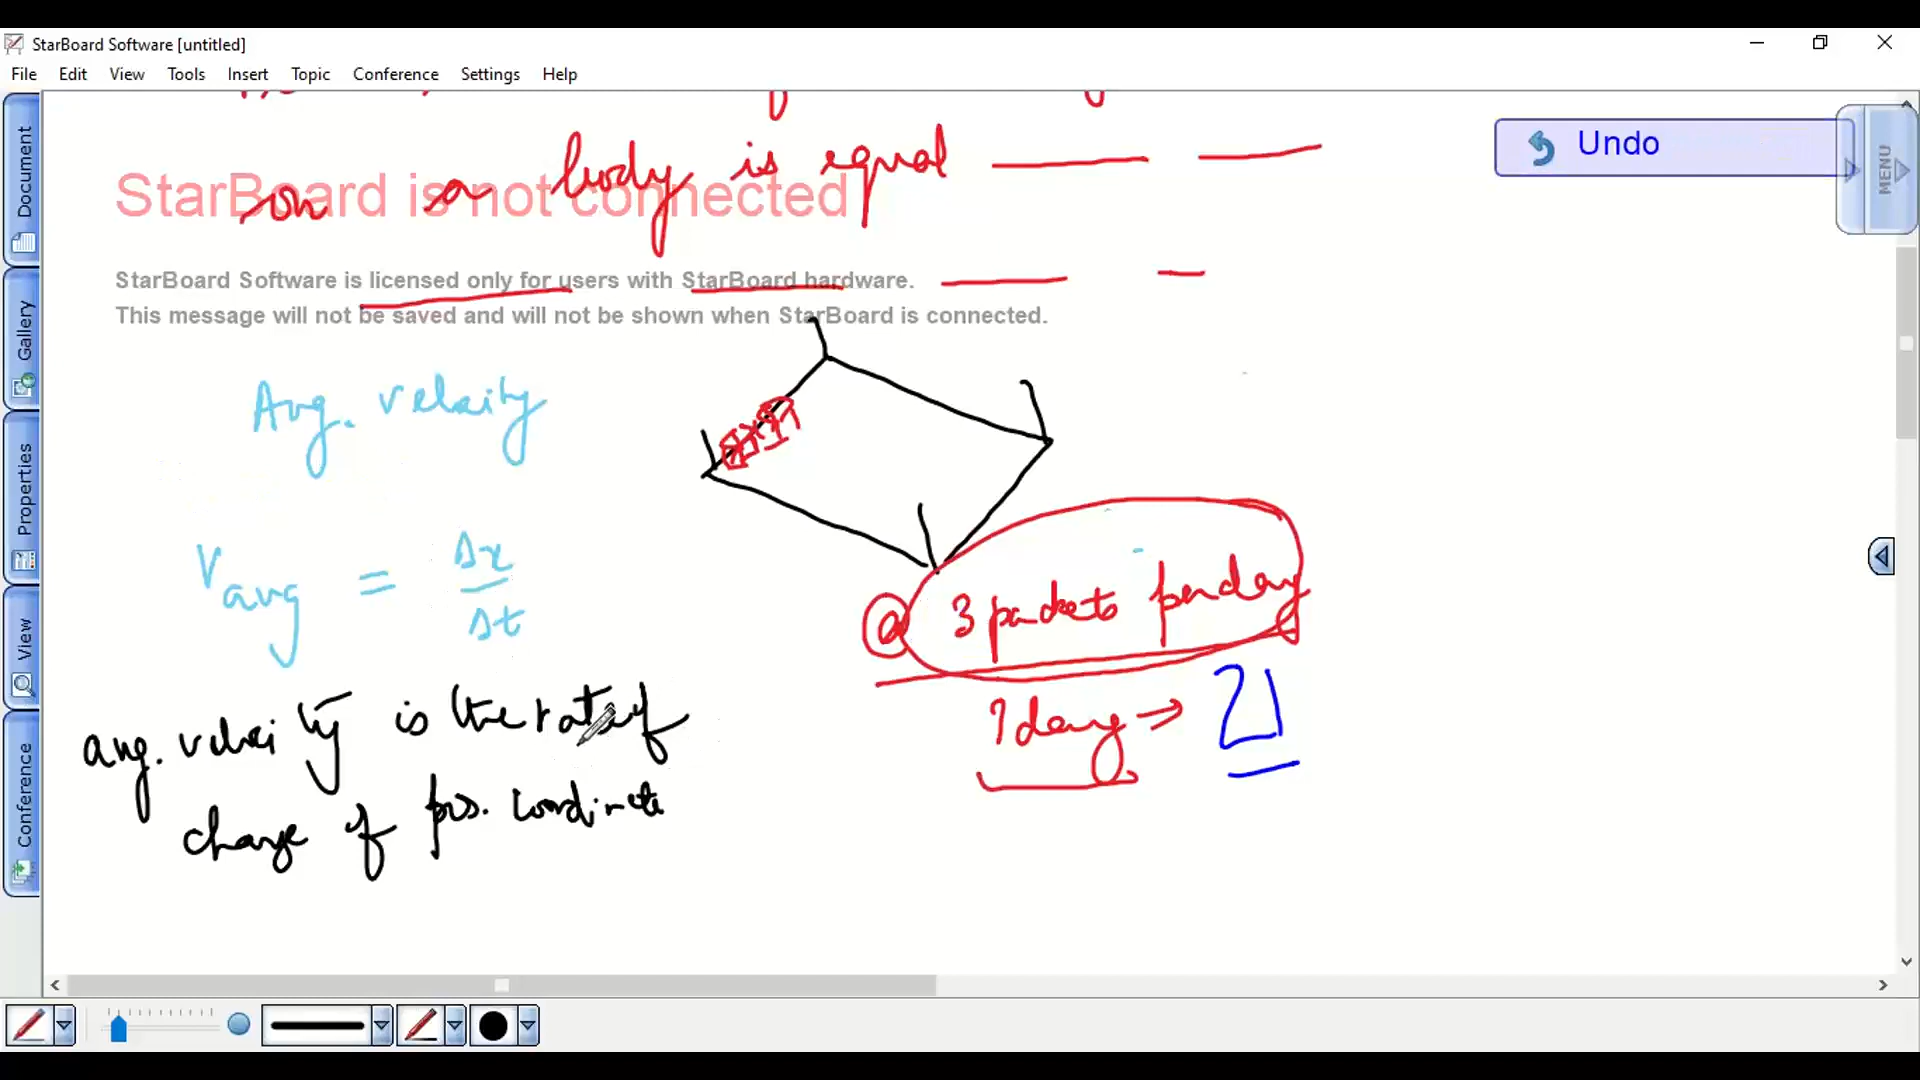 StarBoard Software [untitled]
File Edit View Tools Insert Topic Conference Settings Help
Document
Gallery
Properties
View
Conference
Undo
MENU
on a body is equal
StarBoard is not connected
StarBoard Software is licensed only for users with StarBoard hardware.
This message will not be saved and will not be shown when StarBoard is connected.
Avg. velocity
Vavg = Δx
Δt
@ 3 packets per day
7 day → 21
avg. velocity is the rate of
change of pos. coordinate